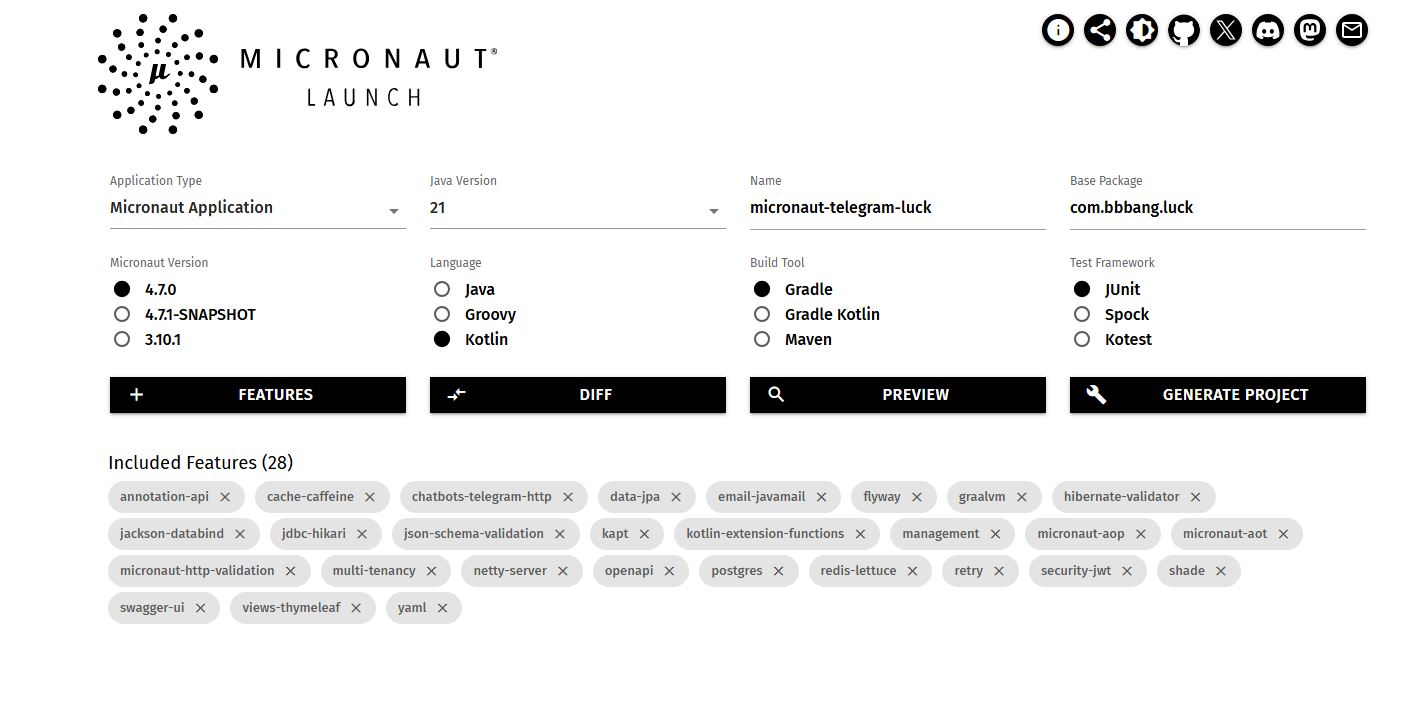 μ
MICRONAUT®
LAUNCH
Application Type
Micronaut Application
Java Version
21
Name
micronaut-telegram-luck
Base Package
com.bbbang.luck
Micronaut Version
4.7.0
4.7.1-SNAPSHOT
3.10.1
Language
Java
Groovy
Kotlin
Build Tool
Gradle
Gradle Kotlin
Maven
Test Framework
JUnit
Spock
Kotest
FEATURES
DIFF
PREVIEW
GENERATE PROJECT
Included Features (28)
annotation-api cache-caffeine chatbots-telegram-http data-jpa email-javamail flyway graalvm hibernate-validator
jackson-databind jdbc-hikari json-schema-validation kapt kotlin-extension-functions management micronaut-aop micronaut-aot
micronaut-http-validation multi-tenancy netty-server openapi postgres redis-lettuce retry security-jwt shade
swagger-ui views-thymeleaf yaml